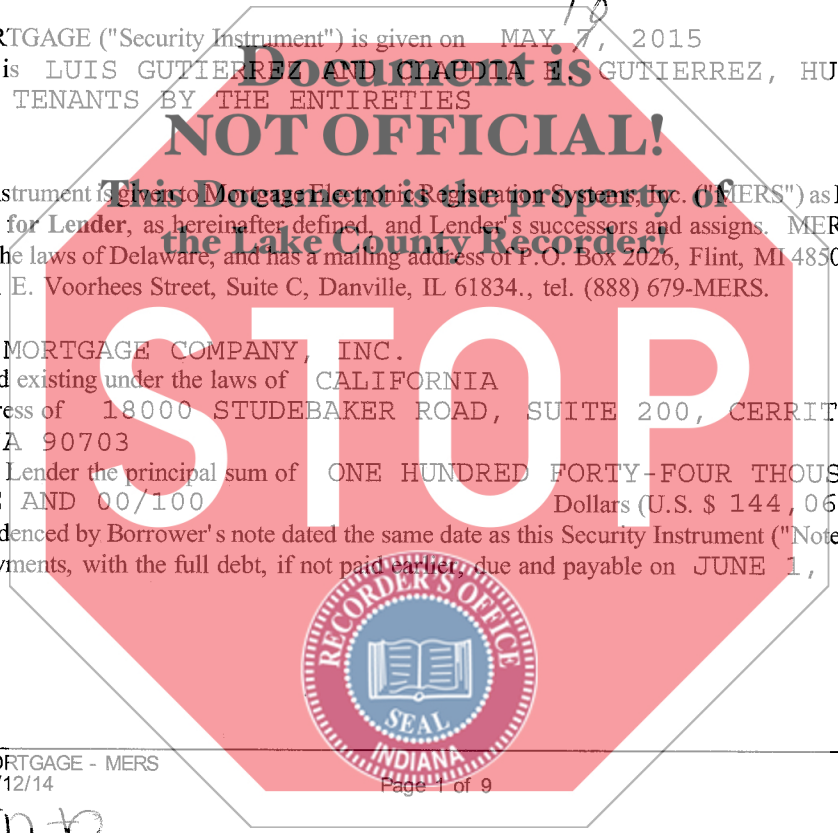 RTGAGE ("Security Instrument") is given on MAY 7, 2015
is LUIS GUTIERREZ AND CLAUDIA E. GUTIERREZ, HU
TENANTS BY THE ENTIRETIES
Document is
NOT OFFICIAL!
This Document is the property of
the Lake County Recorder!
strument is given to Mortgage Electronic Registration Systems, Inc. ("MERS") as
for Lender, as hereinafter defined, and Lender's successors and assigns. MER
he laws of Delaware, and has a mailing address of P.O. Box 2026, Flint, MI 4850
E. Voorhees Street, Suite C, Danville, IL 61834., tel. (888) 679-MERS.
STOP
MORTGAGE COMPANY, INC.
d existing under the laws of CALIFORNIA
ress of 18000 STUDEBAKER ROAD, SUITE 200, CERRIT
A 90703
Lender the principal sum of ONE HUNDRED FORTY-FOUR THOUS
AND 00/100 Dollars (U.S. $ 144,06
denced by Borrower's note dated the same date as this Security Instrument ("Note
ments, with the full debt, if not paid earlier, due and payable on JUNE 1,
RECORDER'S OFFICE
SEAL
INDIANA
ORTGAGE - MERS
/12/14
Page 1 of 9